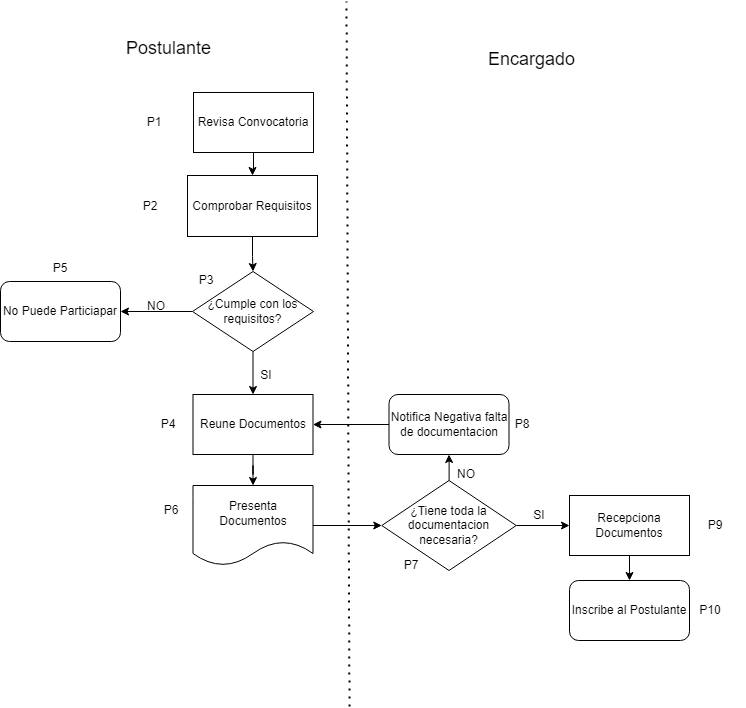 Postulante
Encargado
P1
Revisa Convocatoria
P2
Comprobar Requisitos
P5
P3
No Puede Particiapar
NO
¿Cumple con los
requisitos?
SI
P4
Reune Documentos
Notifica Negativa falta
de documentacion
P8
NO
P6
Presenta
Documentos
¿Tiene toda la
documentacion
necesaria?
P7
SI
Recepciona
Documentos
P9
Inscribe al Postulante
P10